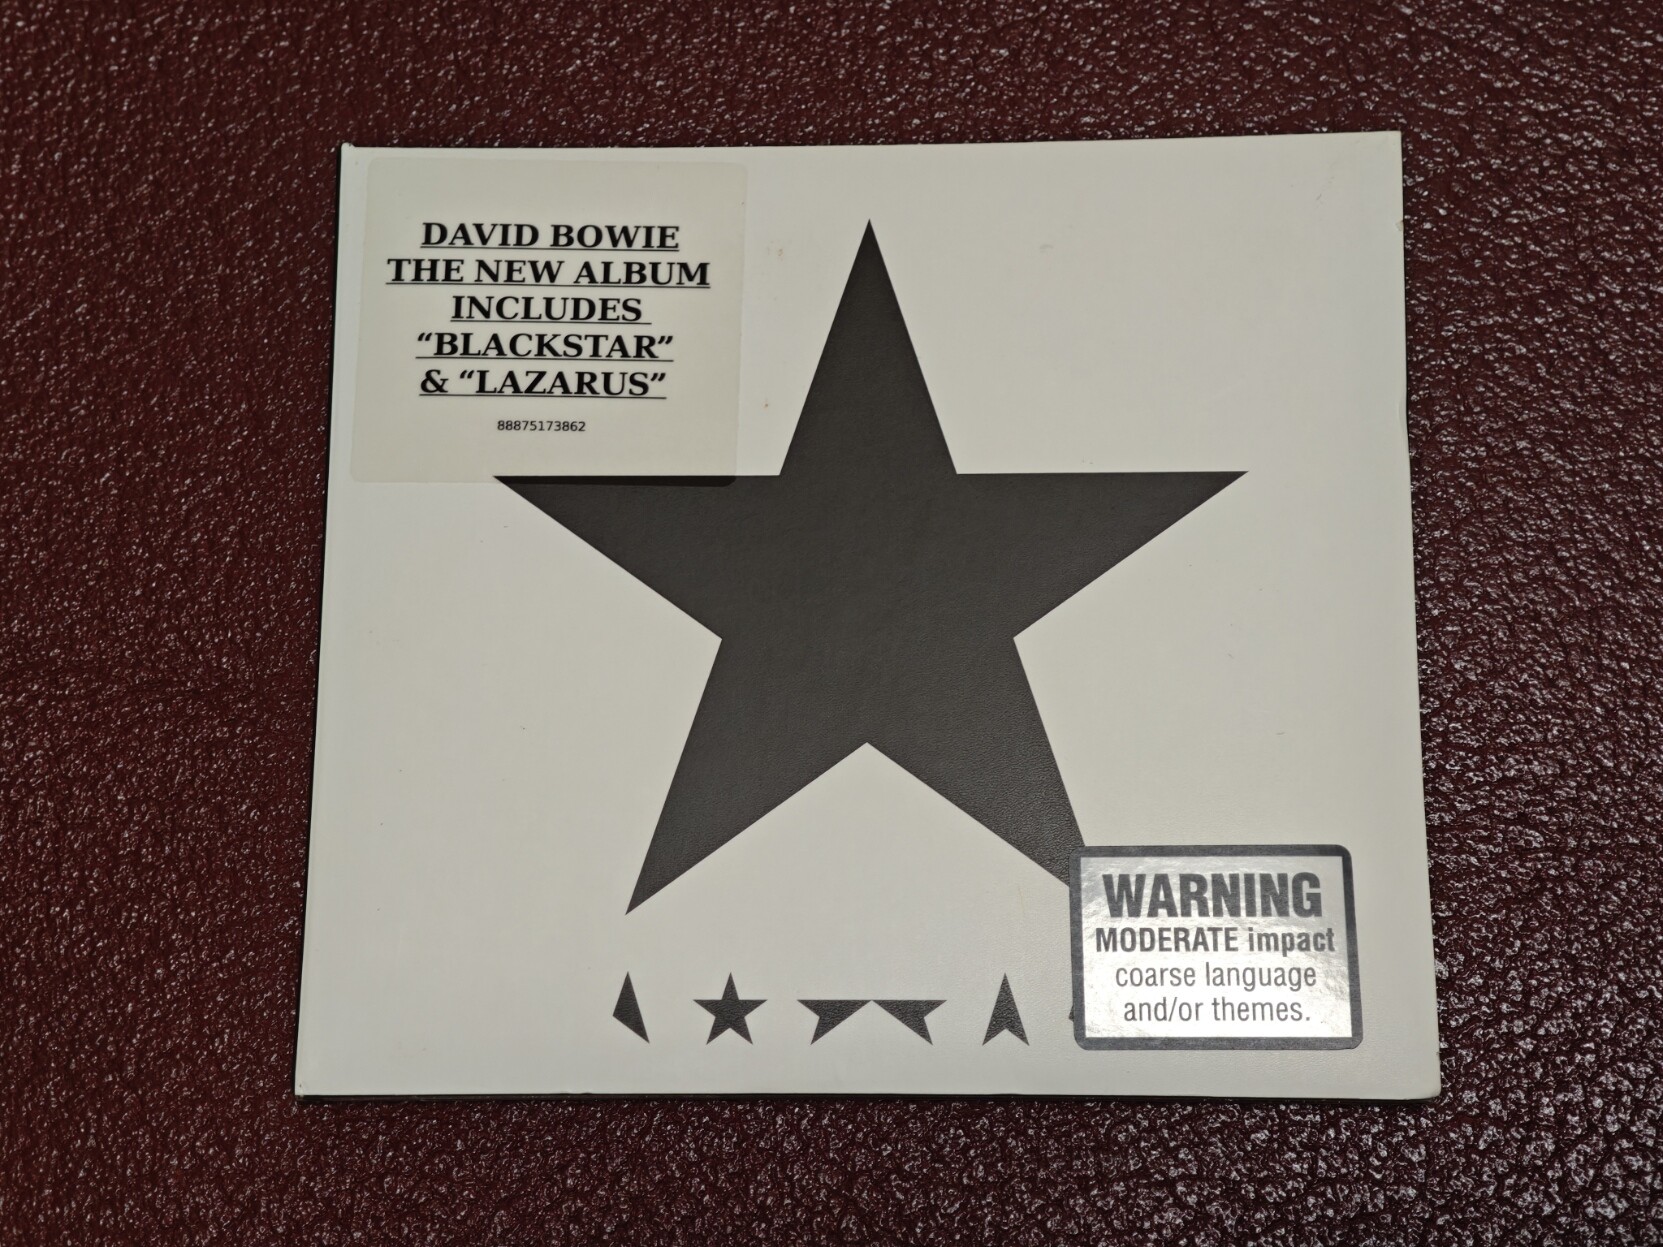 DAVID BOWIE
THE NEW ALBUM
INCLUDES
“BLACKSTAR”
& “LAZARUS”
88875173862
WARNING
MODERATE impact
coarse language
and/or themes.